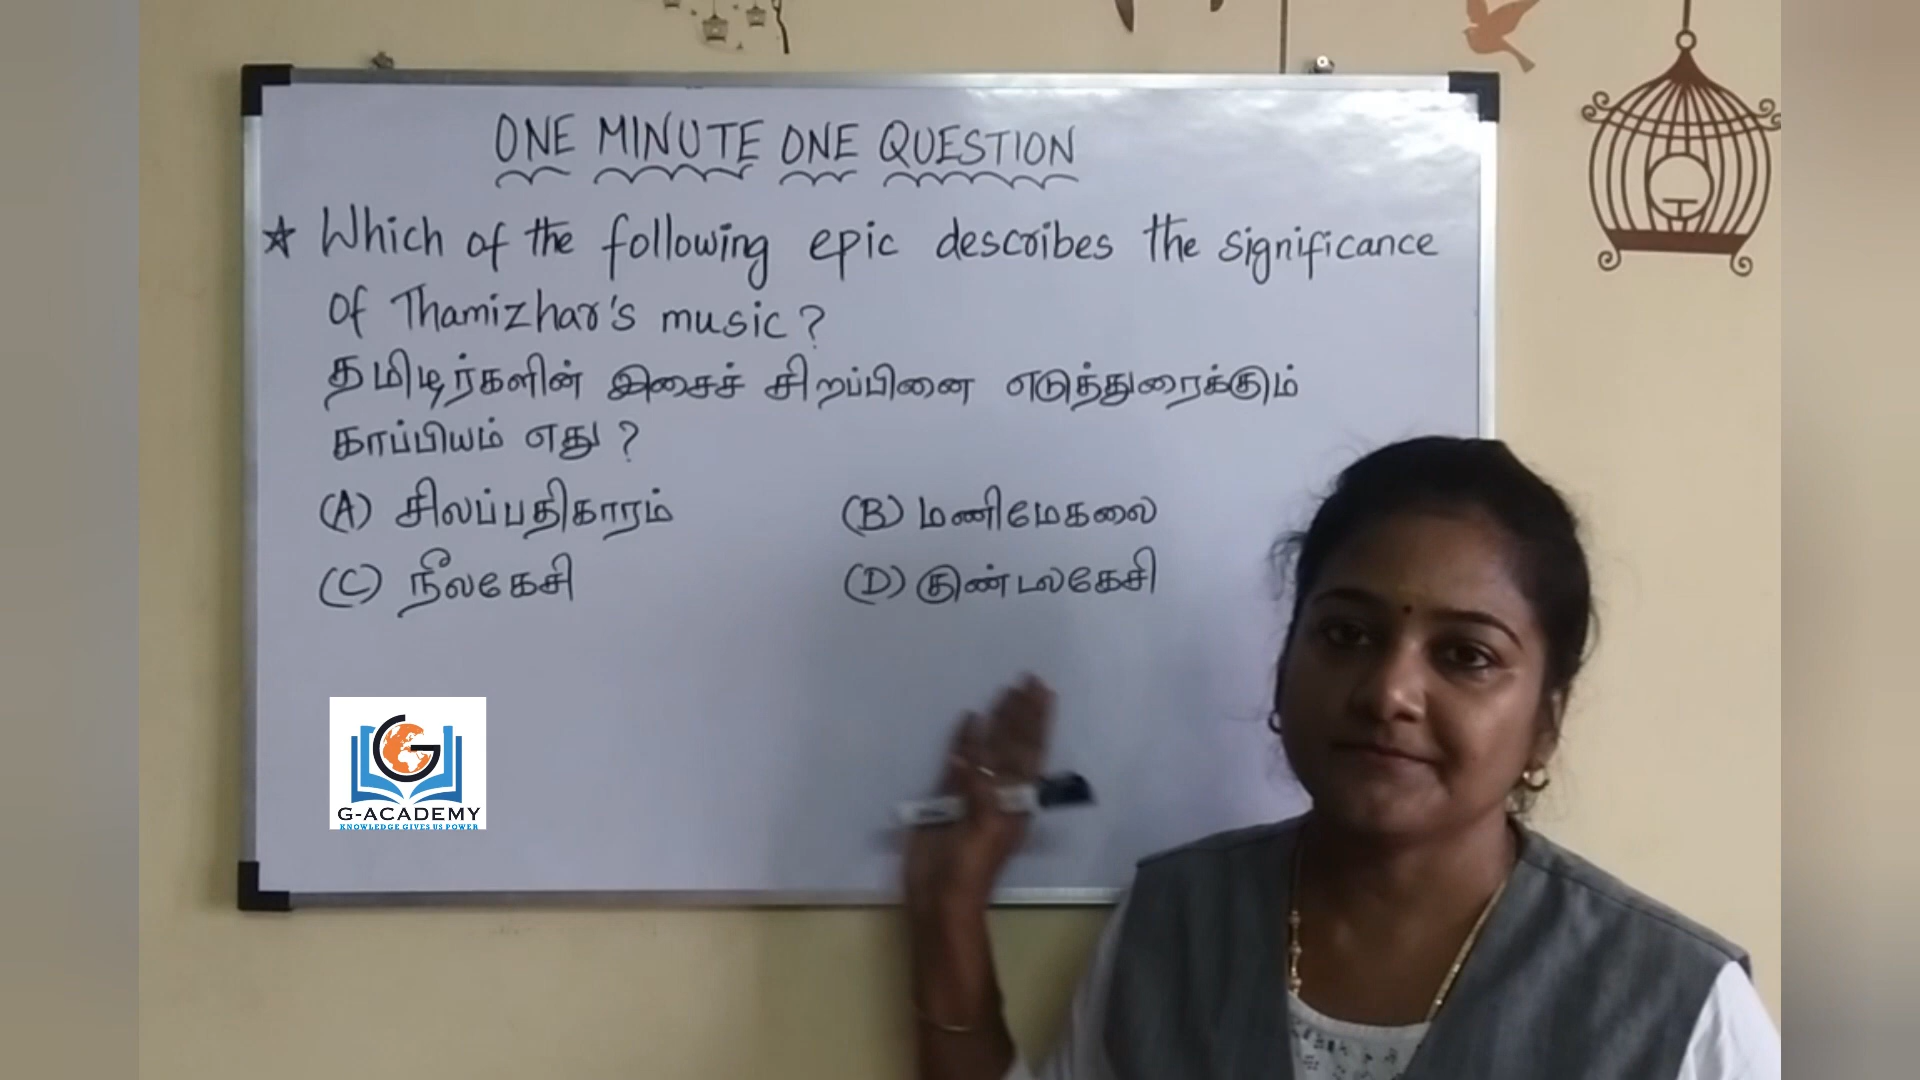 ONE MINUTE ONE QUESTION
☆ Which of the following epic describes the significance
of Thamizhar's music?
தமிழர்களின் இசைச் சிறப்பினை எடுத்துரைக்கும்
காப்பியம் எது?
(A) சிலப்பதிகாரம் (B) மணிமேகலை
(C) நீலகேசி (D) குண்டலகேசி
G-ACADEMY
KNOWLEDGE GIVES US POWER